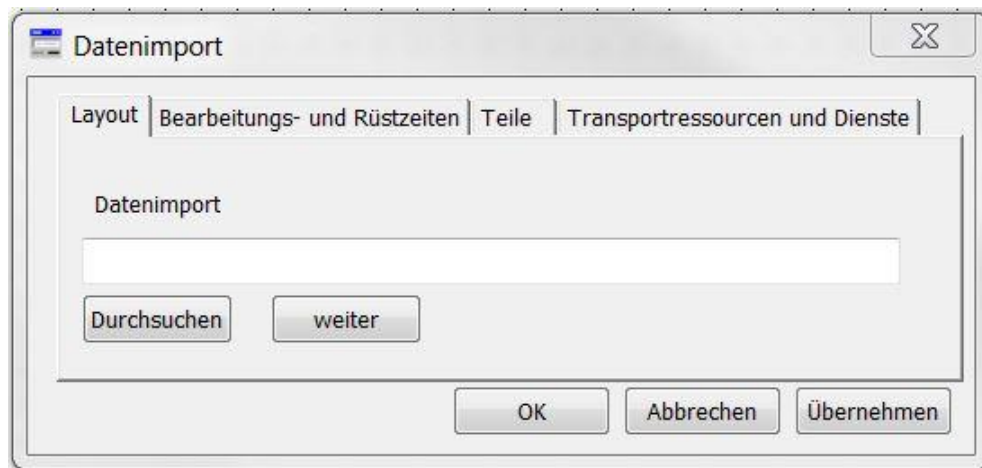 Datenimport
Layout Bearbeitungs- und Rüstzeiten Teile Transportressourcen und Dienste
Datenimport
Durchsuchen weiter
OK Abbrechen Übernehmen